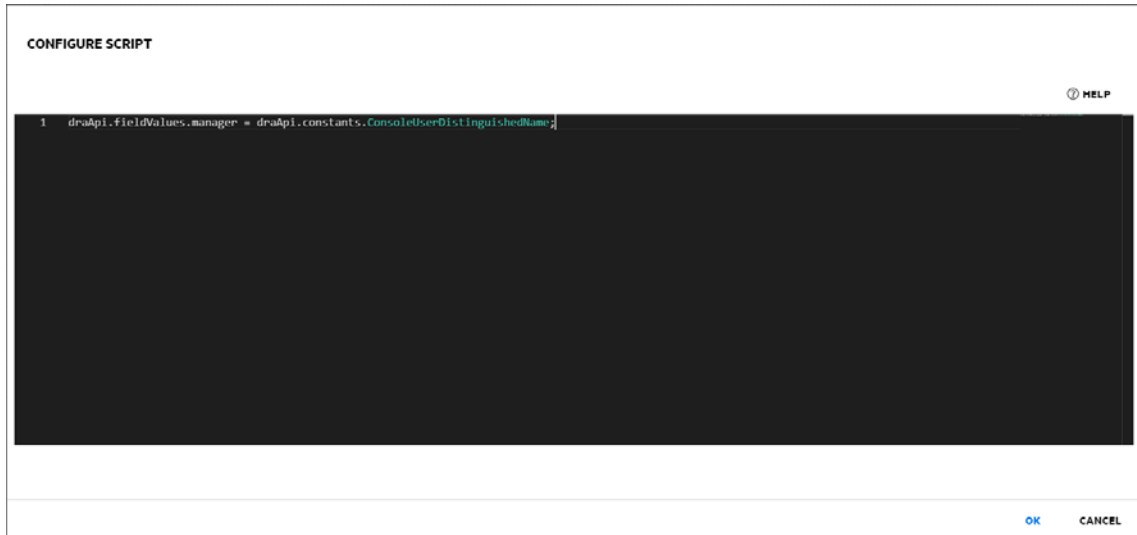 CONFIGURE SCRIPT
HELP
1 draApi.fieldValues.manager = draApi.constants.ConsoleUserDistinguishedName;
OK CANCEL